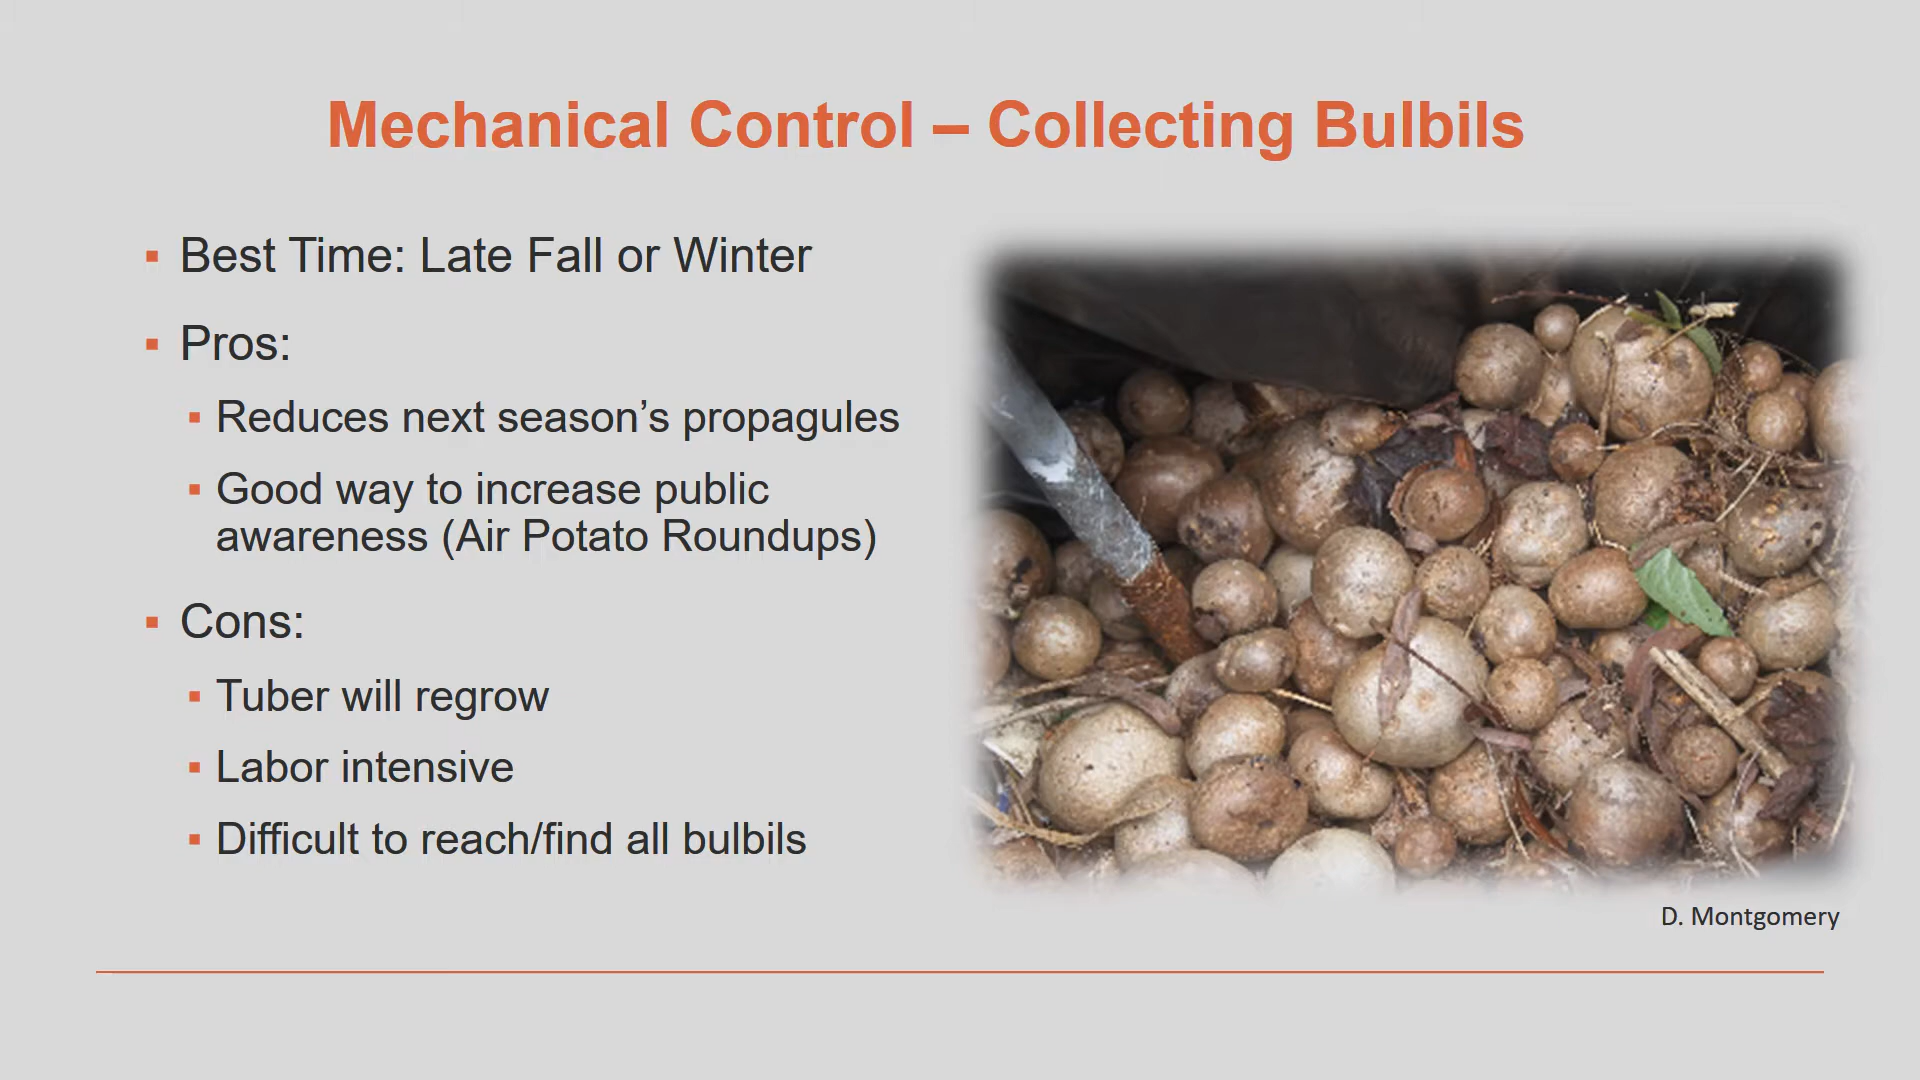 Mechanical Control – Collecting Bulbils
▪ Best Time: Late Fall or Winter
▪ Pros:
▪ Reduces next season’s propagules
▪ Good way to increase public
awareness (Air Potato Roundups)
▪ Cons:
▪ Tuber will regrow
▪ Labor intensive
▪ Difficult to reach/find all bulbils
D. Montgomery